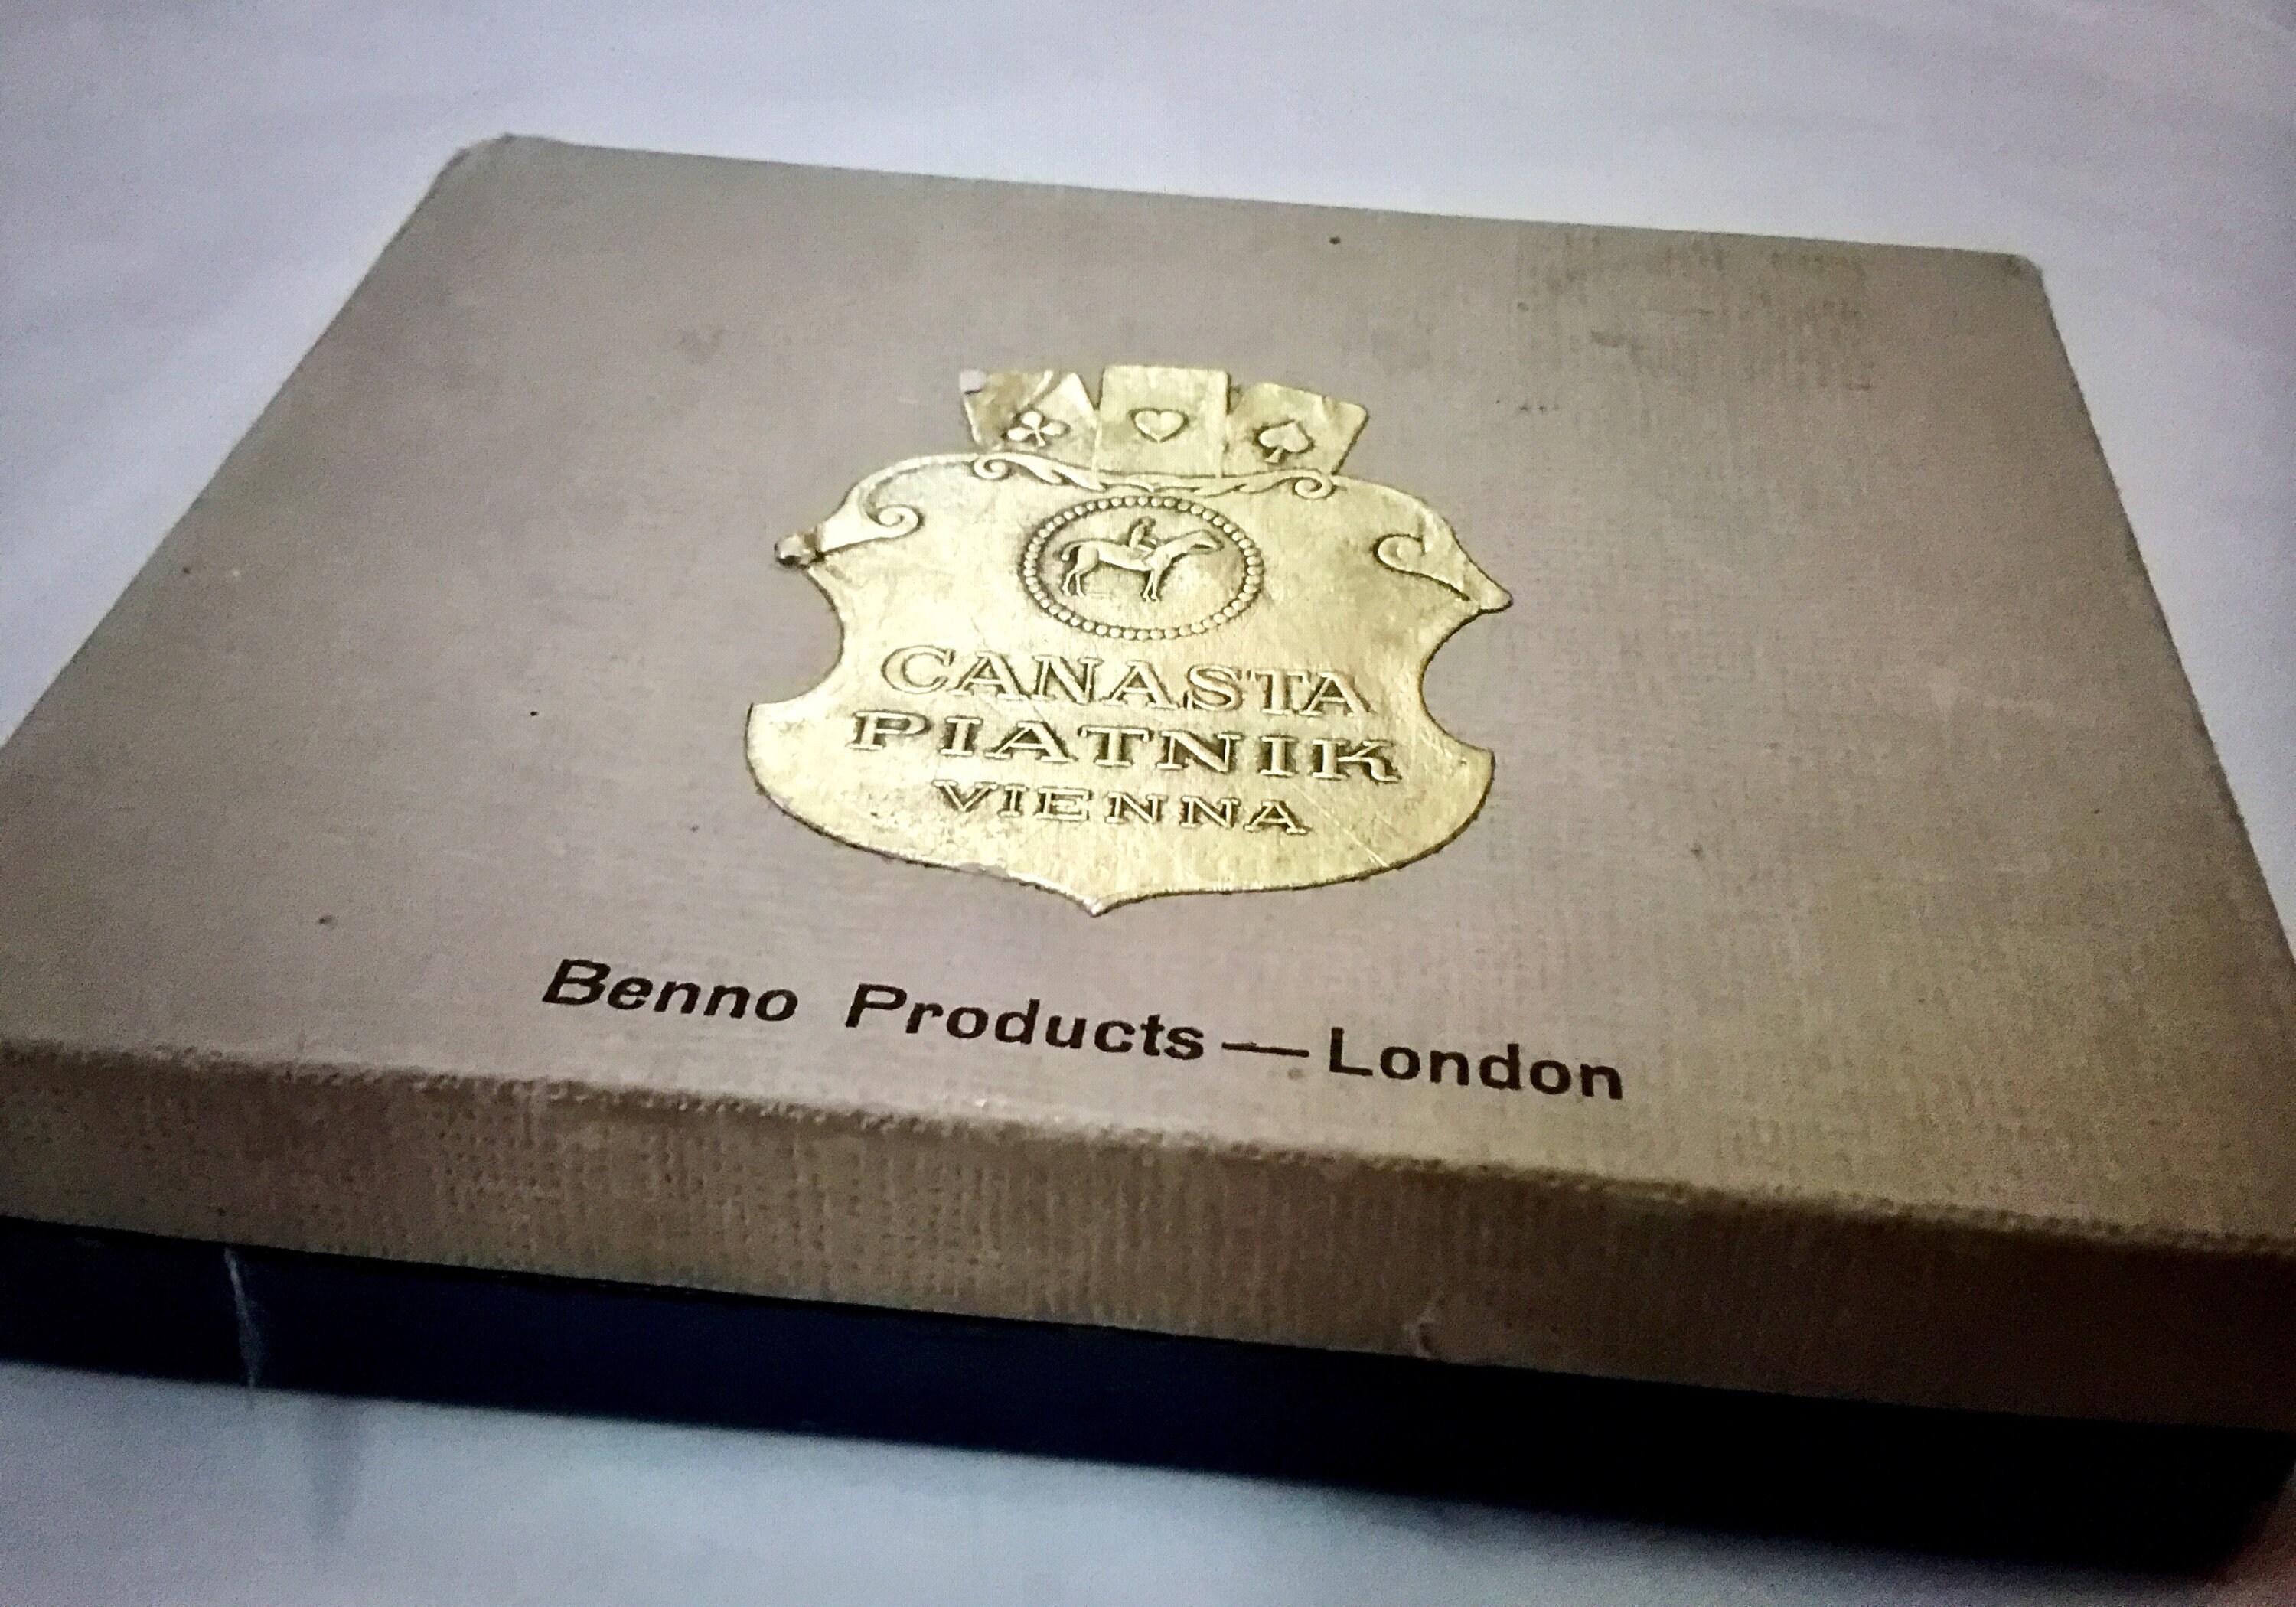 CANASTA
PIATNIK
VIENNA
Benno Products — London